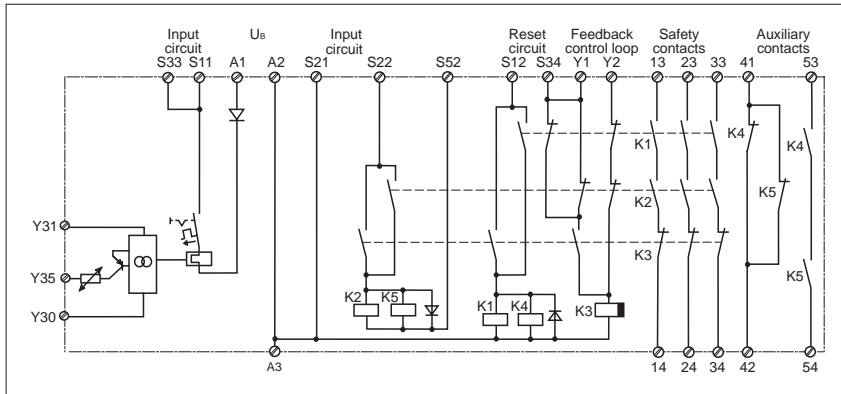 Input circuit
UB
Input circuit
Reset circuit
Feedback control loop
Safety contacts
Auxiliary contacts
S33 S11 A1 A2 S21 S22 S52 S12 S34 Y1 Y2 13 23 33 41 53
K1
K4
K4
K2
K5
Y31
K3
Y35
K5
K2 K5 K1 K4 K3
Y30
A3
14 24 34 42 54